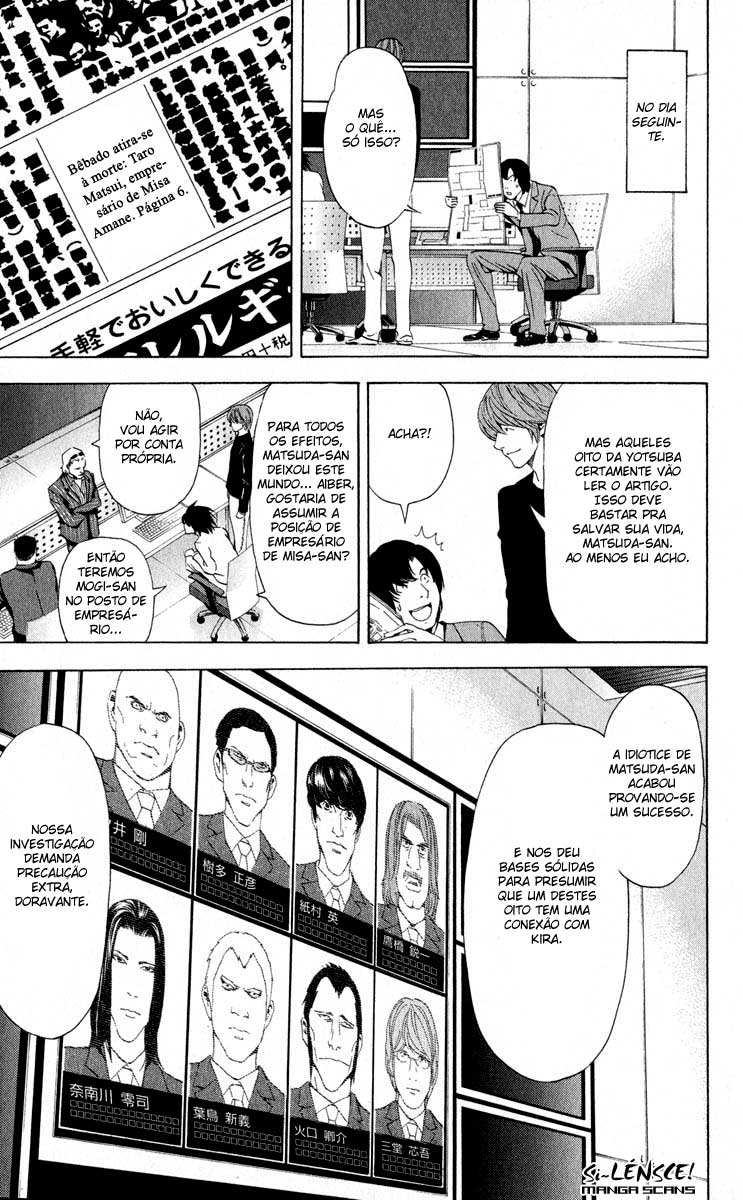 NO DIA
SEGUIN-
TE.
MAS
O QUÊ...
SÓ ISSO?
Bêbado atira-se
à morte: Taro
Matsui, empre-
sário de Misa
Amane. Página 6.
手軽でおいしくできる
MAS AQUELES
OITO DA YOTSUBA
CERTAMENTE VÃO
LER O ARTIGO.
ISSO DEVE
BASTAR PRA
SALVAR SUA VIDA,
MATSUDA-SAN.
AO MENOS EU ACHO.
ACHA?!
PARA TODOS
OS EFEITOS,
MATSUDA-SAN
DEIXOU ESTE
MUNDO... AIBER,
GOSTARIA DE
ASSUMIR A
POSIÇÃO DE
EMPRESÁRIO
DE MISA-SAN?
NÃO,
VOU AGIR
POR CONTA
PRÓPRIA.
ENTÃO
TEREMOS
MOGI-SAN
NO POSTO DE
EMPRESÁ-
RIO...
A IDIOTICE DE
MATSUDA-SAN
ACABOU
PROVANDO-SE
UM SUCESSO.
E NOS DEU
BASES SÓLIDAS
PARA PRESUMIR
QUE UM DESTES
OITO TEM UMA
CONEXÃO COM
KIRA.
NOSSA
INVESTIGAÇÃO
DEMANDA
PRECAUÇÃO
EXTRA,
DORAVANTE.
井 剛
樹多 正彦
紙村 英
鷹橋 鋭一
奈南川 零司
葉鳥 新義
火口 卿介
三堂 芯吾
Si-LÉNSCE!
MANGA SCANS